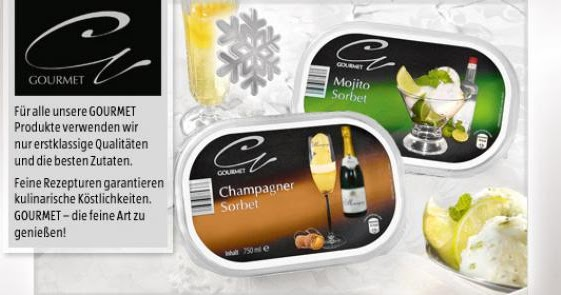 GOURMET
Für alle unsere GOURMET
Produkte verwenden wir
nur erstklassige Qualitäten
und die besten Zutaten.
Feine Rezepturen garantieren
kulinarische Köstlichkeiten.
GOURMET – die feine Art zu
genießen!
GOURMET
Mojito
Sorbet
GOURMET
Champagner
Sorbet
Inhalt 750 ml e